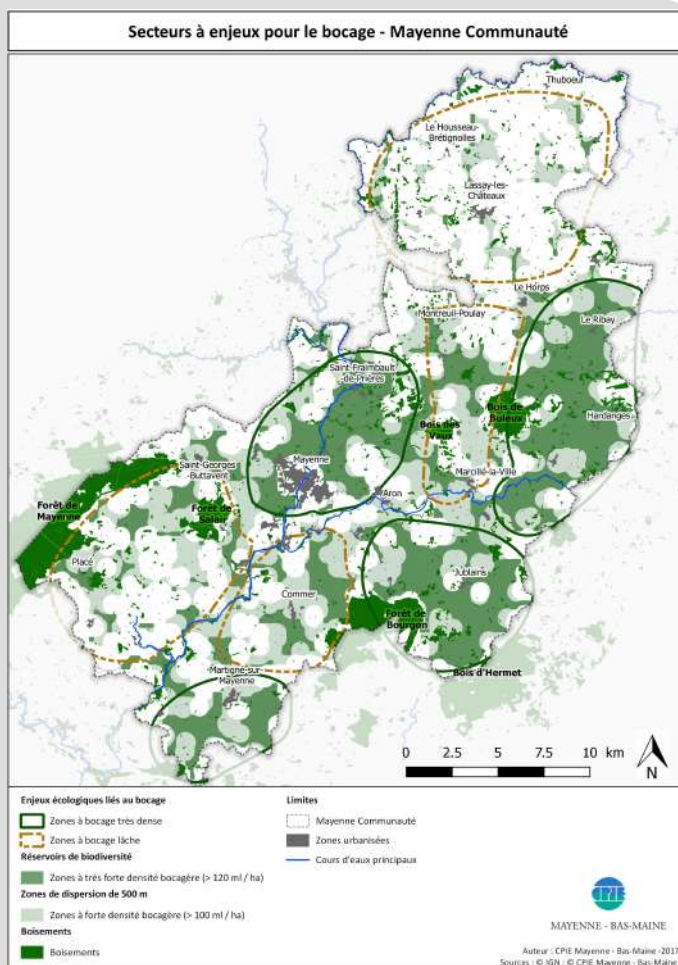 Secteurs à enjeux pour le bocage - Mayenne Communauté
Thuboeuf
Le Housseau-
Brétignolles
Lassay-les-
Châteaux
Le Horps
Montreuil-Poulay
Le Ribay
Saint-Fraimbault
-de-Prières
Bois de
Buleux
Hardanges
Bois des
Vaux
Mayenne
Marcillé-la-Ville
Saint-Georges
-Buttavent
Aron
Forêt de
Mayenne
Forêt de
Salair
Placé
Commer
Jublains
Forêt de
Bourgon
Martigné-sur-
Mayenne
Bois d'Hermet
0 2.5 5 7.5 10 km
N
Enjeux écologiques liés au bocage
Zones à bocage très dense
Zones à bocage lâche
Réservoirs de biodiversité
Zones à très forte densité bocagère (> 120 ml / ha)
Zones de dispersion de 500 m
Zones à forte densité bocagère (> 100 ml / ha)
Boisements
Boisements
Limites
Mayenne Communauté
Zones urbanisées
Cours d'eaux principaux
CPIE
MAYENNE - BAS-MAINE
Auteur : CPIE Mayenne - Bas-Maine -2017
Sources : © IGN ; © CPIE Mayenne - Bas-Maine